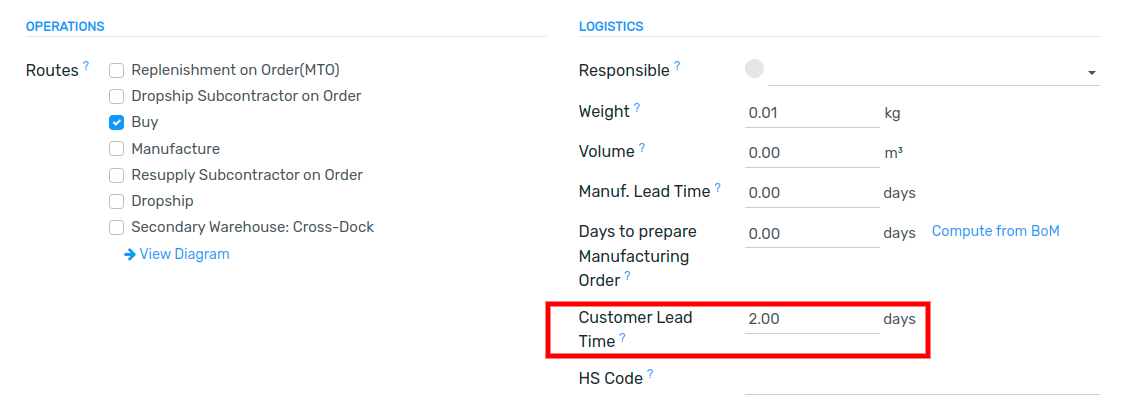 OPERATIONS
Routes ?
Replenishment on Order(MTO)
Dropship Subcontractor on Order
Buy
Manufacture
Resupply Subcontractor on Order
Dropship
Secondary Warehouse: Cross-Dock
View Diagram
LOGISTICS
Responsible ?
Weight ? 0.01 kg
Volume ? 0.00 m³
Manuf. Lead Time ? 0.00 days
Days to prepare 0.00 days Compute from BoM
Manufacturing
Order ?
Customer Lead 2.00 days
Time ?
HS Code ?